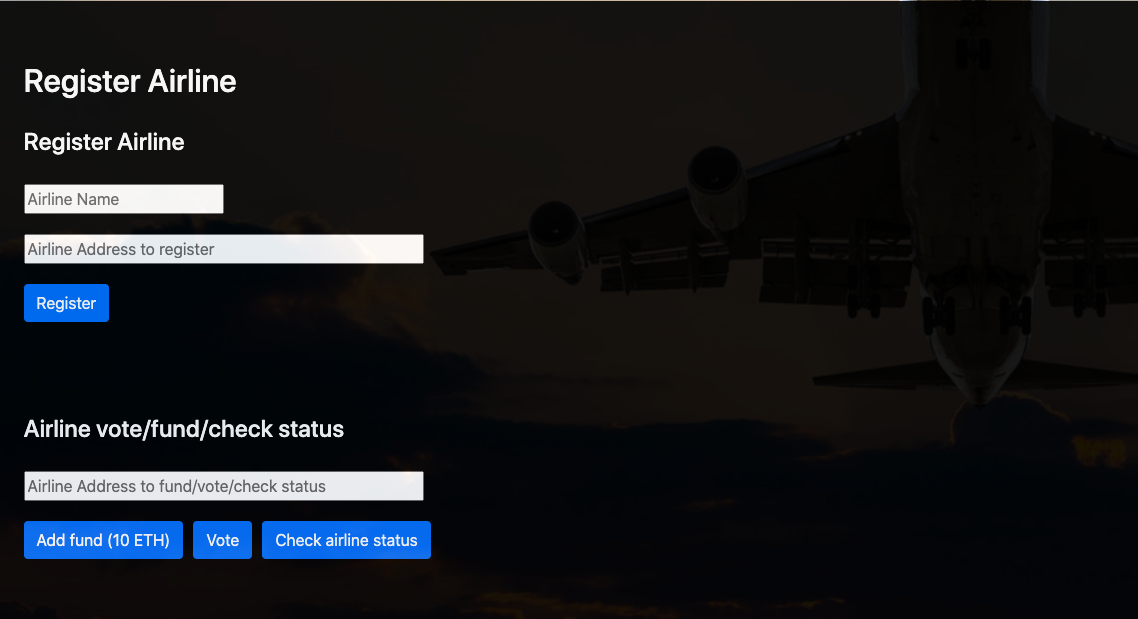 Register Airline
Register Airline
Airline Name
Airline Address to register
Register
Airline vote/fund/check status
Airline Address to fund/vote/check status
Add fund (10 ETH) Vote Check airline status